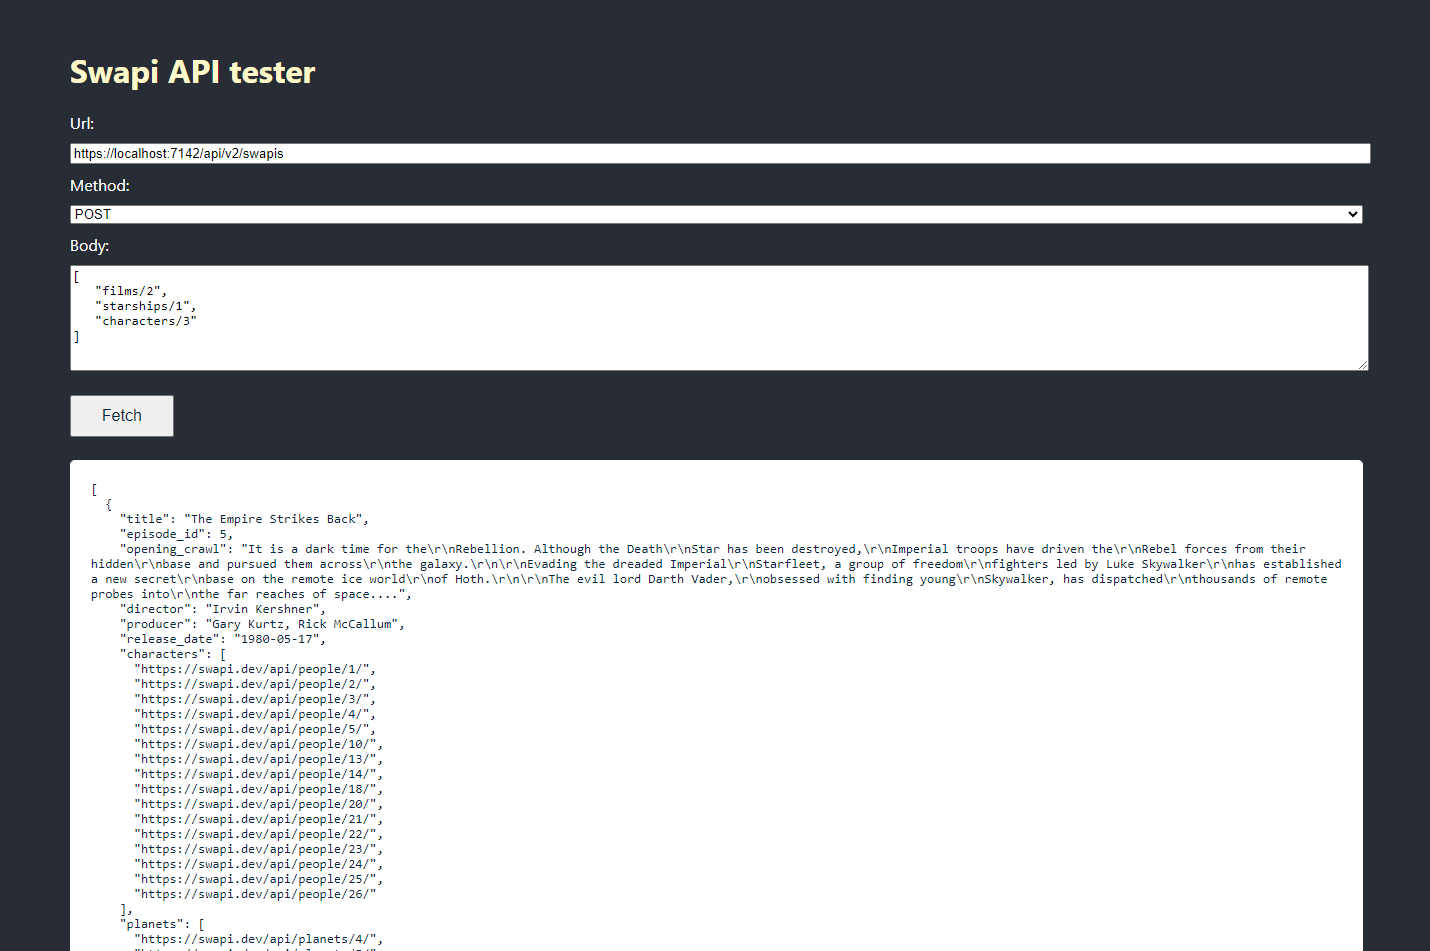 Swapi API tester
Url:
https://localhost:7142/api/v2/swapis
Method:
POST
Body:
[
"films/2",
"starships/1",
"characters/3"
]
Fetch
[
{
"title": "The Empire Strikes Back",
"episode_id": 5,
"opening_crawl": "It is a dark time for the\r\nRebellion. Although the Death\r\nStar has been destroyed,\r\nImperial troops have driven the\r\nRebel forces from their
hidden\r\nbase and pursued them across\r\nthe galaxy.\r\n\r\nEvading the dreaded Imperial\r\nStarfleet, a group of freedom\r\nfighters led by Luke Skywalker\r\nhas established
a new secret\r\nbase on the remote ice world\r\nof Hoth.\r\n\r\nThe evil lord Darth Vader,\r\nobsessed with finding young\r\nSkywalker, has dispatched\r\nthousands of remote
probes into\r\nthe far reaches of space....",
"director": "Irvin Kershner",
"producer": "Gary Kurtz, Rick McCallum",
"release_date": "1980-05-17",
"characters": [
"https://swapi.dev/api/people/1/",
"https://swapi.dev/api/people/2/",
"https://swapi.dev/api/people/3/",
"https://swapi.dev/api/people/4/",
"https://swapi.dev/api/people/5/",
"https://swapi.dev/api/people/10/",
"https://swapi.dev/api/people/13/",
"https://swapi.dev/api/people/14/",
"https://swapi.dev/api/people/18/",
"https://swapi.dev/api/people/20/",
"https://swapi.dev/api/people/21/",
"https://swapi.dev/api/people/22/",
"https://swapi.dev/api/people/23/",
"https://swapi.dev/api/people/24/",
"https://swapi.dev/api/people/25/",
"https://swapi.dev/api/people/26/"
],
"planets": [
"https://swapi.dev/api/planets/4/",